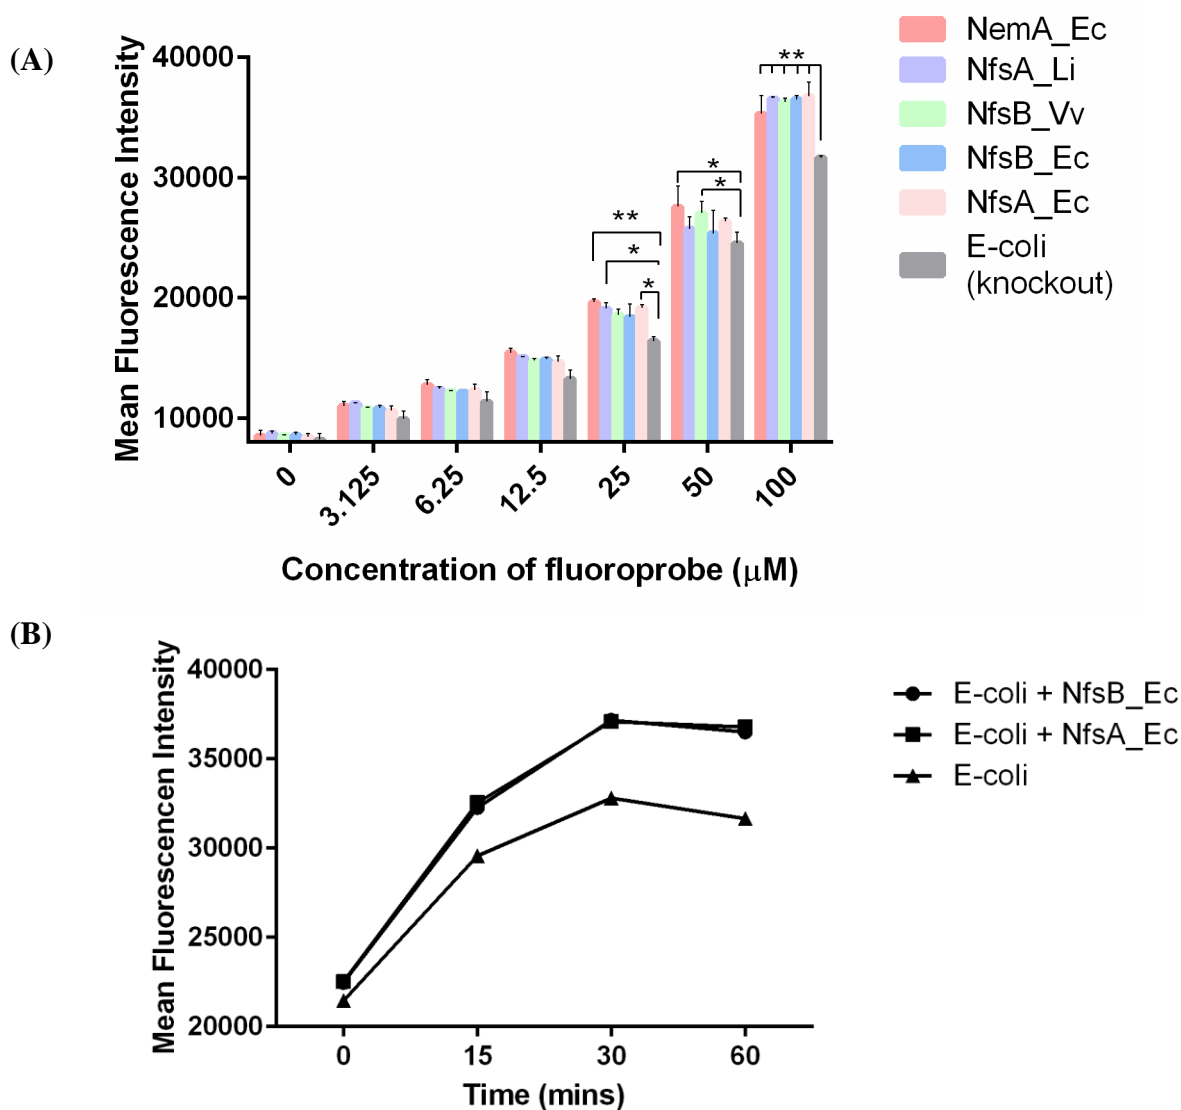 (A)
Mean Fluorescence Intensity
40000
30000
20000
10000
**
*
*
**
*
*
**
0
3.125
6.25
12.5
25
50
100
Concentration of fluoroprobe (μM)
NemA_Ec
NfsA_Li
NfsB_Vv
NfsB_Ec
NfsA_Ec
E-coli
(knockout)
(B)
Mean Fluorescencen Intensity
40000
35000
30000
25000
20000
0
15
30
60
Time (mins)
E-coli + NfsB_Ec
E-coli + NfsA_Ec
E-coli